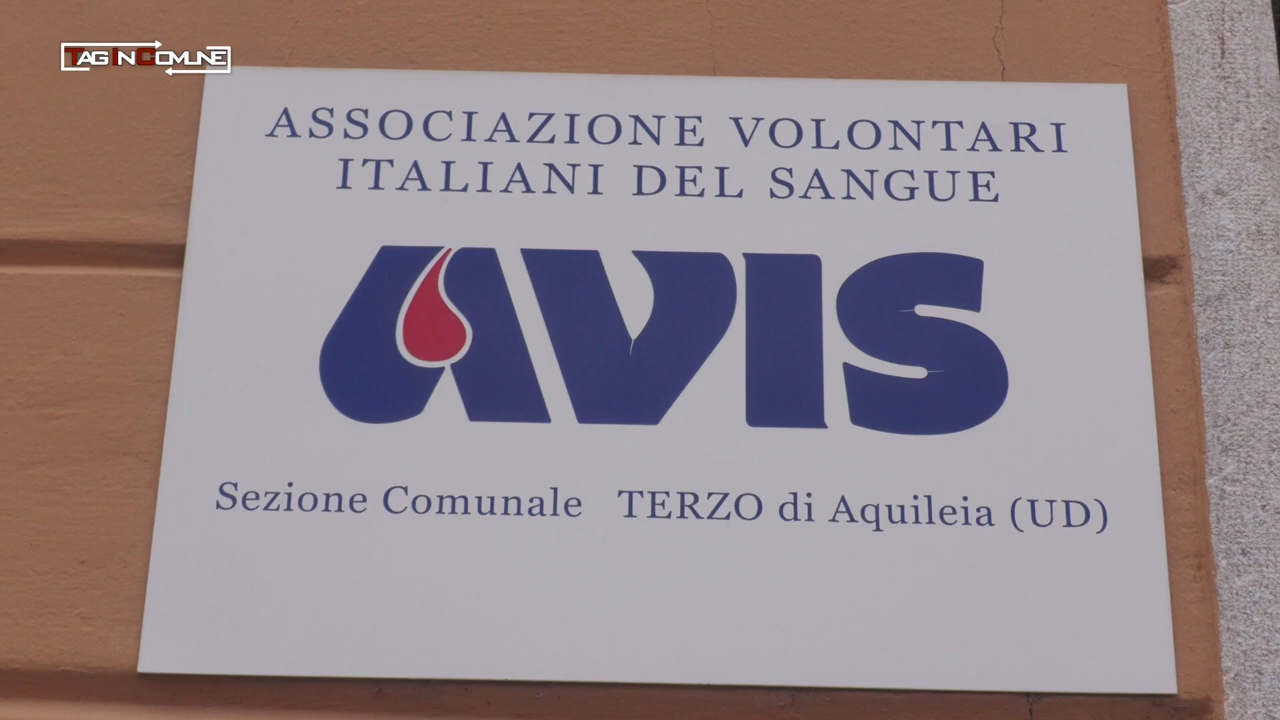 TAG IN COMUNE
ASSOCIAZIONE VOLONTARI
ITALIANI DEL SANGUE
AVIS
Sezione Comunale TERZO di Aquileia (UD)